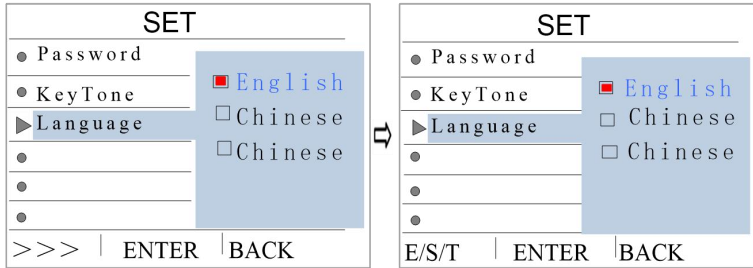 SET
Password
KeyTone
Language
English
Chinese
Chinese
>>> ENTER BACK
SET
Password
KeyTone
Language
English
Chinese
Chinese
E/S/T ENTER BACK